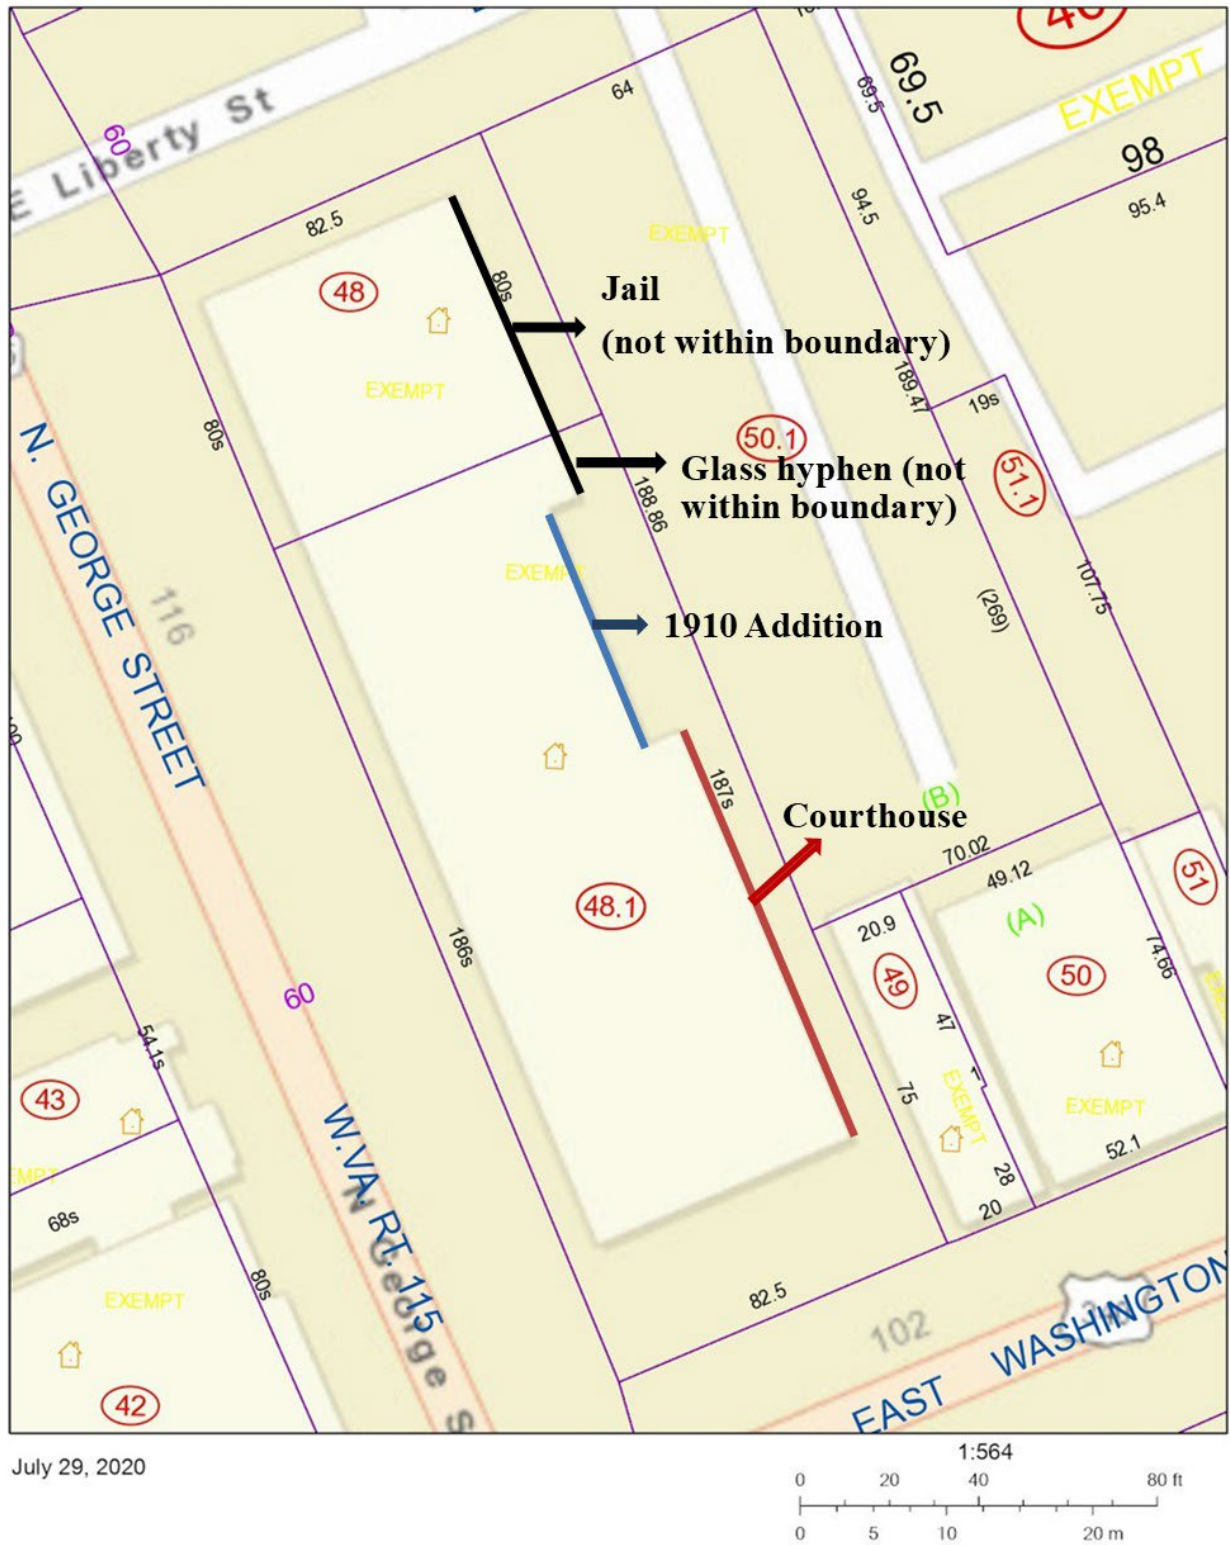 40
69.5
EXEMPT
98
95.4
64
69.5
60
E Liberty St
82.5
94.5
EXEMPT
48
80s
Jail
(not within boundary)
EXEMPT
189.47
19s
80s
50.1
51.1
Glass hyphen (not
within boundary)
188.86
N. GEORGE STREET
116
EXEMPT
1910 Addition
(269)
107.75
187s
(B)
Courthouse
70.02
49.12
51
48.1
(A)
20.9
186s
74.66
49
50
60
47
54.1s
43
1
75
EXEMPT
EXEMPT
52.1
28
68s
20
W.VA. RT. 115
N George S
80s
EXEMPT
82.5
102
EAST WASHINGTON
42
July 29, 2020
1:564
0 20 40 80 ft
0 5 10 20 m